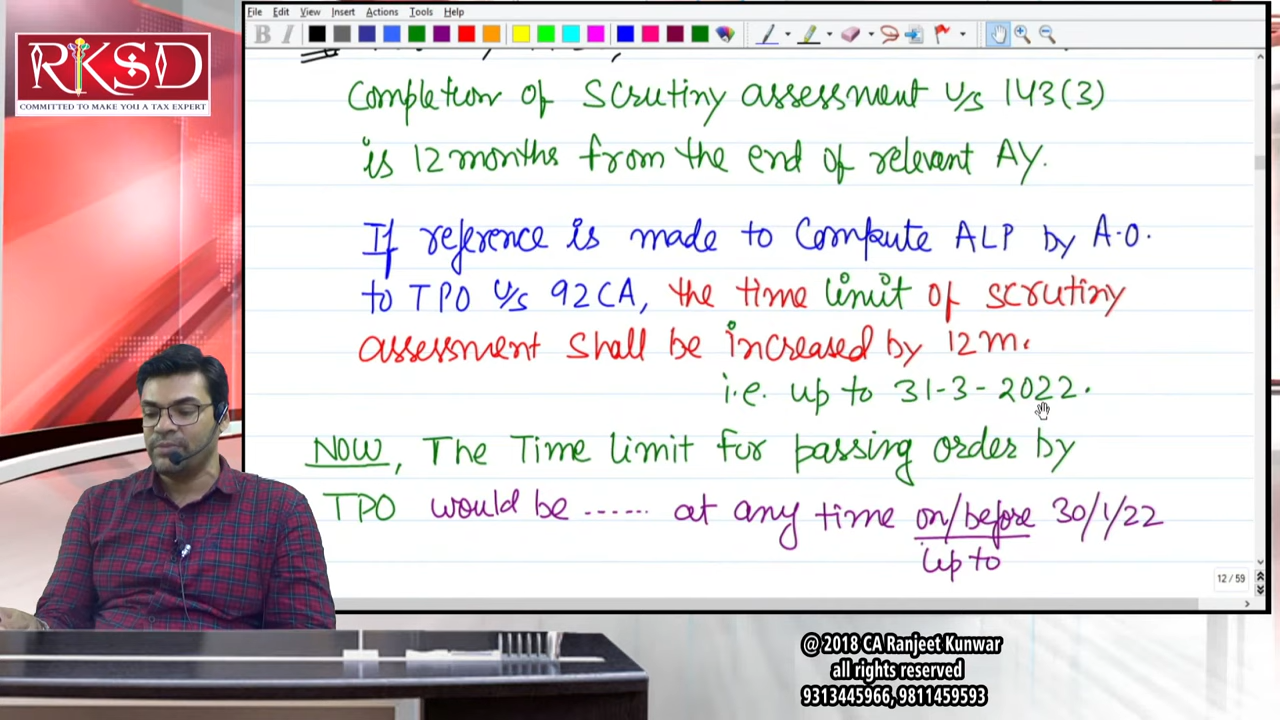 File Edit View Insert Actions Tools Help
B I
RKSD
COMMITTED TO MAKE YOU A TAX EXPERT
Completion of Scrutiny assessment u/s 143(3)
is 12 months from the end of relevant AY.
If reference is made to Compute ALP by A.O.
to TPO u/s 92CA, the time limit of scrutiny
assessment shall be increased by 12m.
i.e. up to 31-3-2022.
Now, The Time limit for passing order by
TPO would be ...... at any time on/before 30/1/22
up to
12 / 59
@ 2018 CA Ranjeet Kunwar
all rights reserved
9313445966, 9811459593